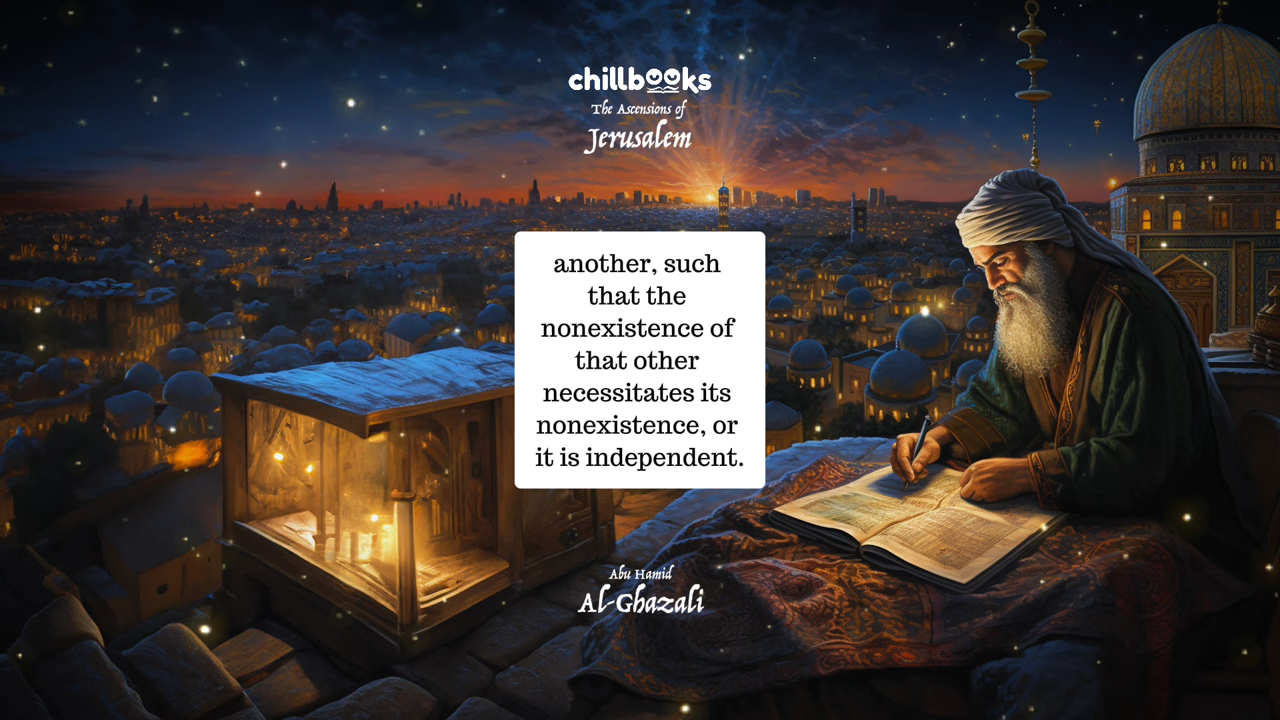 chillbooks
The Ascensions of
Jerusalem
another, such
that the
nonexistence of
that other
necessitates its
nonexistence, or
it is independent.
Abu Hamid
Al-Ghazali